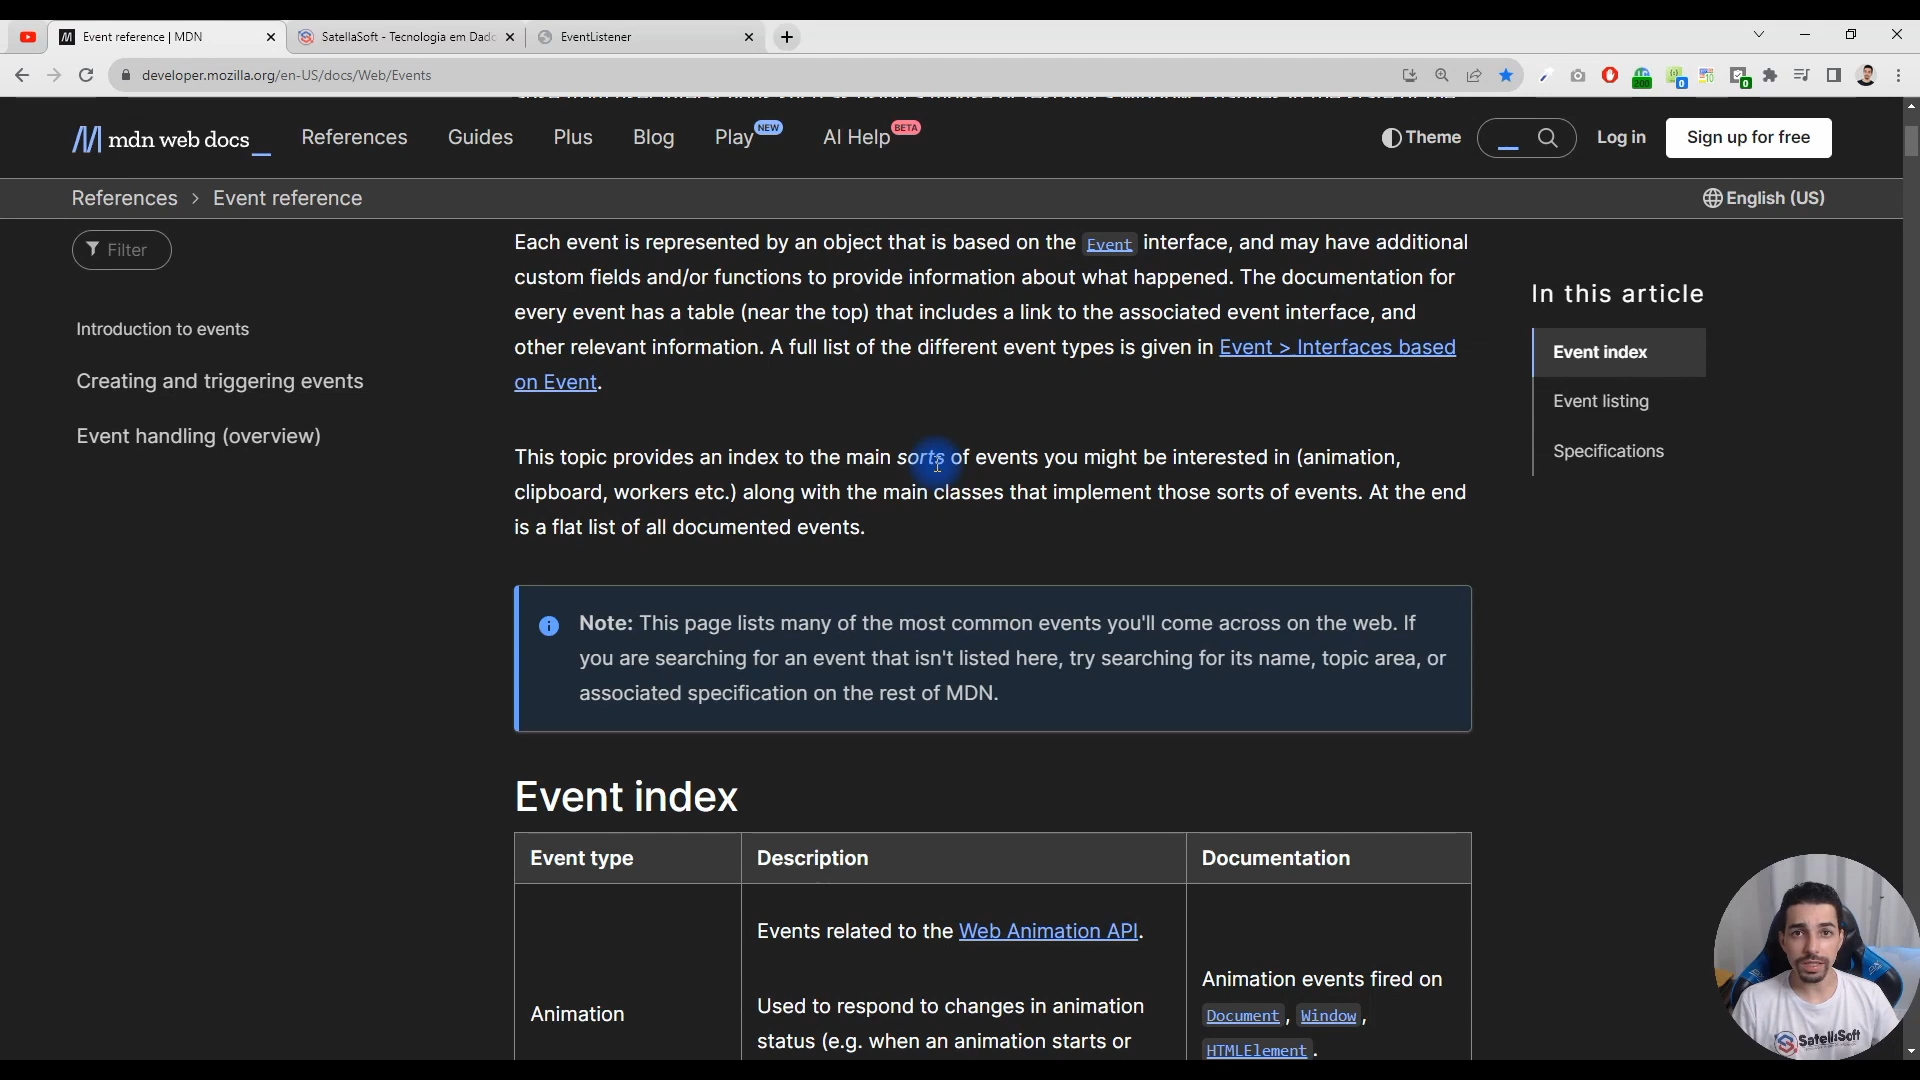 Event reference | MDN
SatellaSoft - Tecnologia em Dado
EventListener
developer.mozilla.org/en-US/docs/Web/Events
mdn web docs
References
Guides
Plus
Blog
Play NEW
AI Help BETA
Theme
Log in
Sign up for free
References > Event reference
English (US)
Filter
Introduction to events
Creating and triggering events
Event handling (overview)
Each event is represented by an object that is based on the Event interface, and may have additional
custom fields and/or functions to provide information about what happened. The documentation for
every event has a table (near the top) that includes a link to the associated event interface, and
other relevant information. A full list of the different event types is given in Event > Interfaces based
on Event.
This topic provides an index to the main sorts of events you might be interested in (animation,
clipboard, workers etc.) along with the main classes that implement those sorts of events. At the end
is a flat list of all documented events.
Note: This page lists many of the most common events you'll come across on the web. If
you are searching for an event that isn't listed here, try searching for its name, topic area, or
associated specification on the rest of MDN.
Event index
Event type
Description
Documentation
Animation
Events related to the Web Animation API.
Used to respond to changes in animation
status (e.g. when an animation starts or
Animation events fired on
Document, Window,
HTMLElement.
In this article
Event index
Event listing
Specifications
SatellaSoft